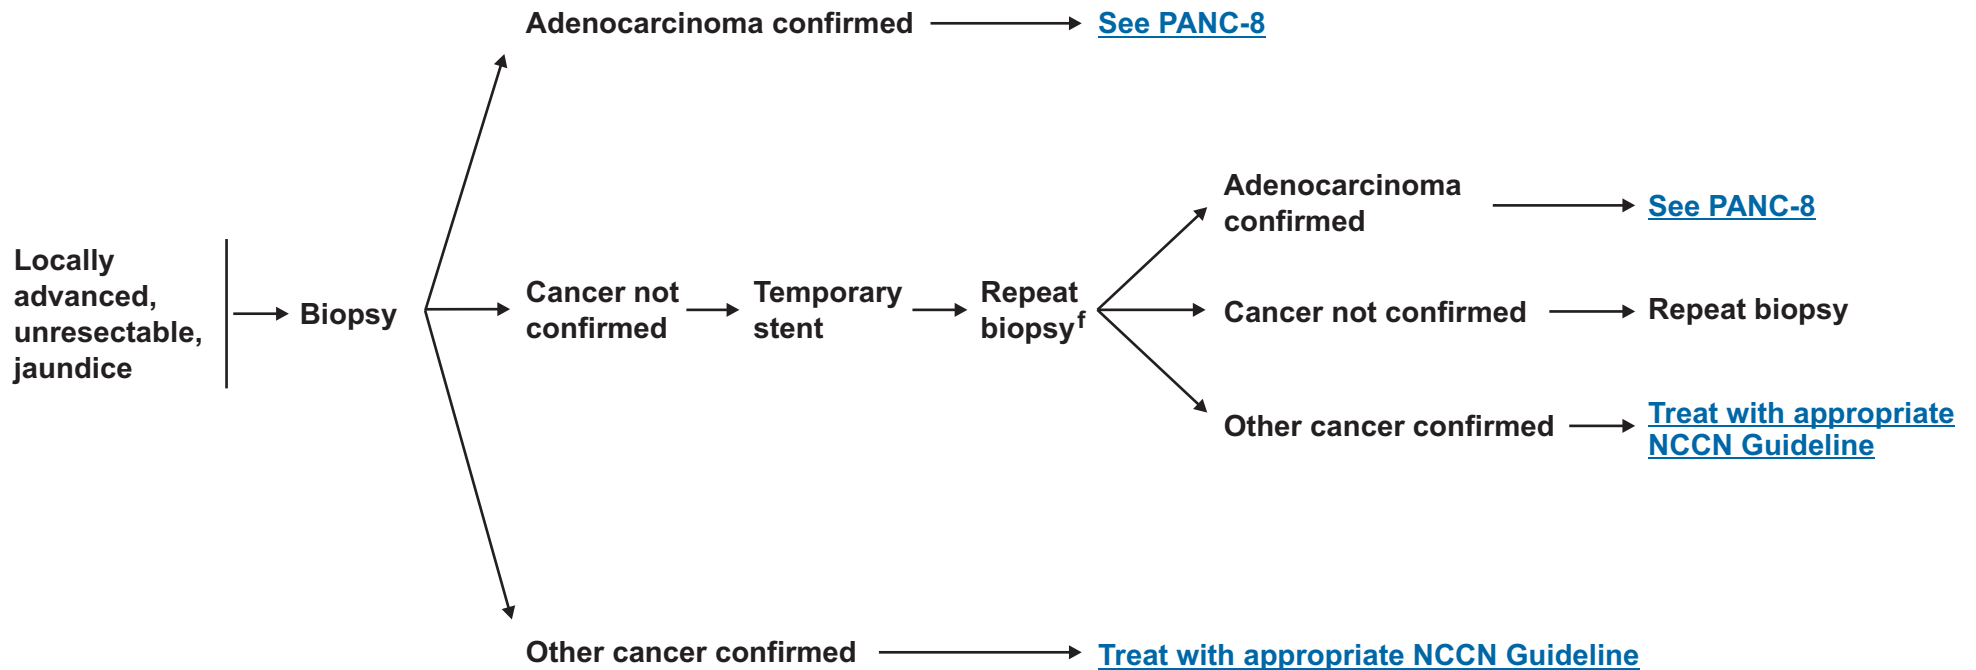 Adenocarcinoma confirmed
See PANC-8
Locally
advanced,
unresectable,
jaundice
Biopsy
Cancer not
confirmed
Temporary
stent
Repeat
biopsy f
Adenocarcinoma
confirmed
See PANC-8
Cancer not confirmed
Repeat biopsy
Other cancer confirmed
Treat with appropriate
NCCN Guideline
Other cancer confirmed
Treat with appropriate NCCN Guideline